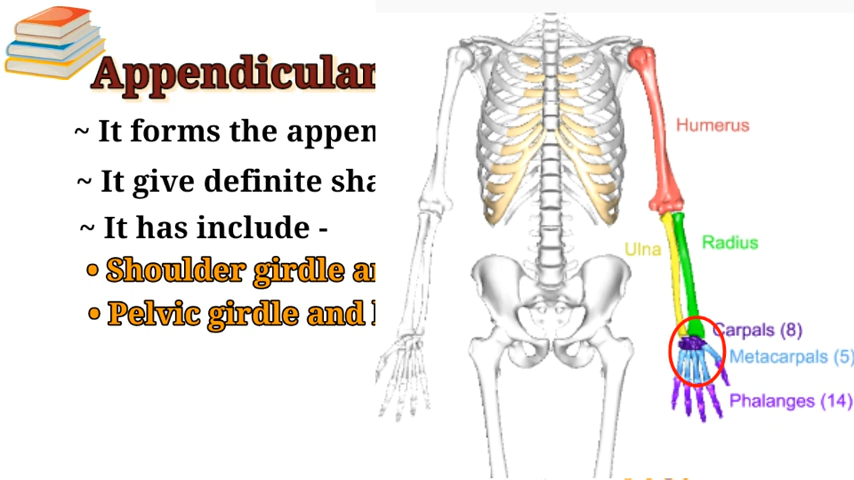 Appendicular
~ It forms the appen
~ It give definite sha
~ It has include -
• Shoulder girdle a
• Pelvic girdle and
Humerus
Ulna
Radius
Carpals (8)
Metacarpals (5)
Phalanges (14)